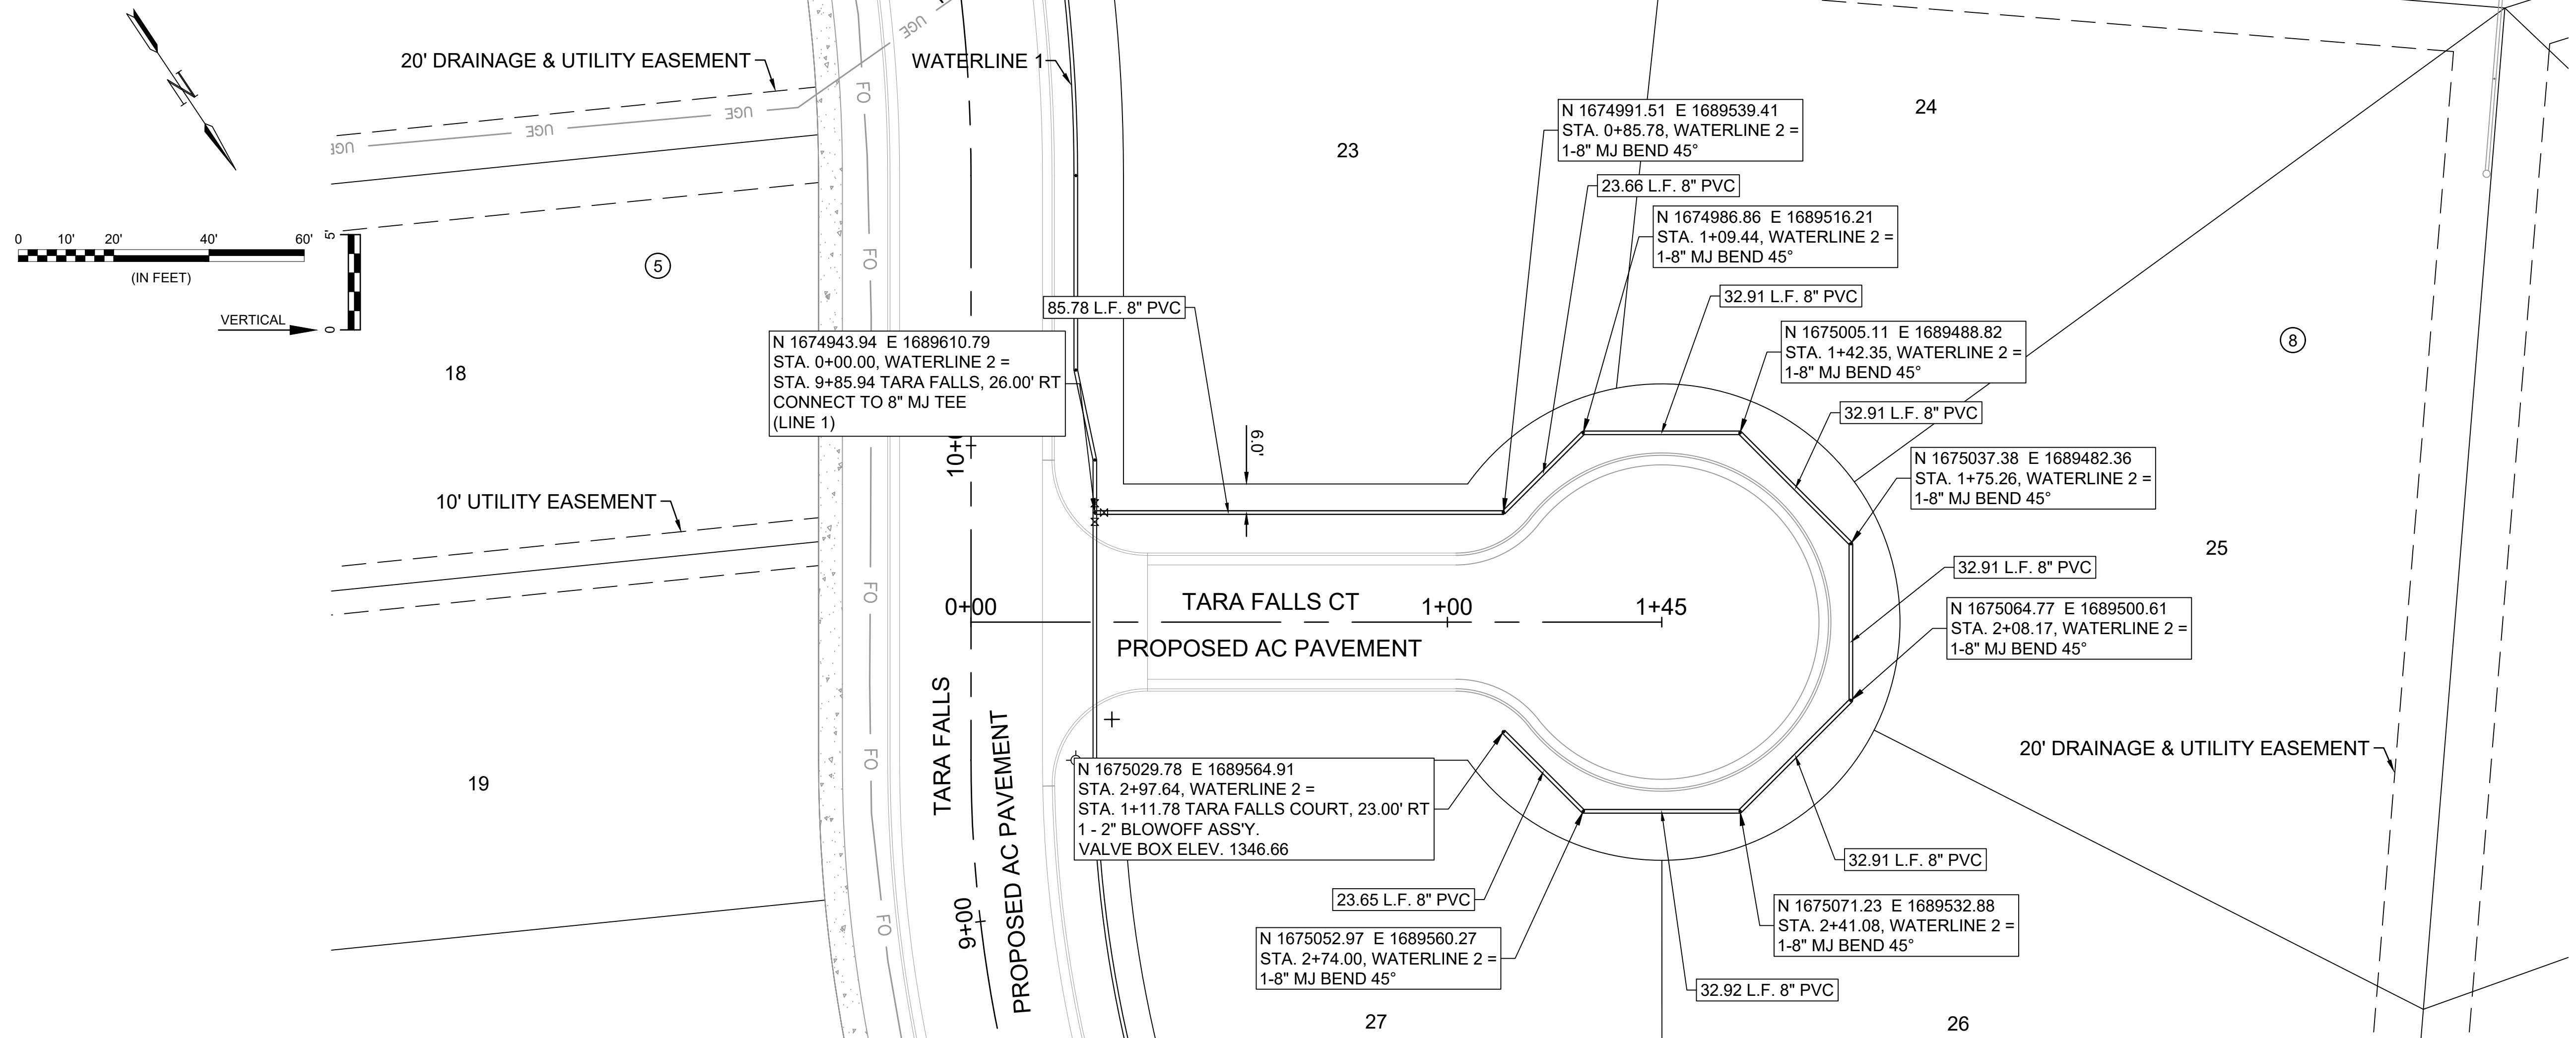 N
0 10' 20' 40' 60'
(IN FEET)
5'
0
VERTICAL
20' DRAINAGE & UTILITY EASEMENT
UGE
UGE
UGE
UGE
FO
FO
FO
FO
FO
FO
WATERLINE 1
5
18
10' UTILITY EASEMENT
19
23
24
N 1674991.51 E 1689539.41
STA. 0+85.78, WATERLINE 2 =
1-8" MJ BEND 45°
23.66 L.F. 8" PVC
N 1674986.86 E 1689516.21
STA. 1+09.44, WATERLINE 2 =
1-8" MJ BEND 45°
32.91 L.F. 8" PVC
85.78 L.F. 8" PVC
N 1674943.94 E 1689610.79
STA. 0+00.00, WATERLINE 2 =
STA. 9+85.94 TARA FALLS, 26.00' RT
CONNECT TO 8" MJ TEE
(LINE 1)
N 1675005.11 E 1689488.82
STA. 1+42.35, WATERLINE 2 =
1-8" MJ BEND 45°
8
32.91 L.F. 8" PVC
6.0'
N 1675037.38 E 1689482.36
STA. 1+75.26, WATERLINE 2 =
1-8" MJ BEND 45°
25
32.91 L.F. 8" PVC
0+00
TARA FALLS CT
1+00
1+45
PROPOSED AC PAVEMENT
N 1675064.77 E 1689500.61
STA. 2+08.17, WATERLINE 2 =
1-8" MJ BEND 45°
TARA FALLS
PROPOSED AC PAVEMENT
9+00
20' DRAINAGE & UTILITY EASEMENT
N 1675029.78 E 1689564.91
STA. 2+97.64, WATERLINE 2 =
STA. 1+11.78 TARA FALLS COURT, 23.00' RT
1 - 2" BLOWOFF ASS'Y.
VALVE BOX ELEV. 1346.66
32.91 L.F. 8" PVC
23.65 L.F. 8" PVC
N 1675071.23 E 1689532.88
STA. 2+41.08, WATERLINE 2 =
1-8" MJ BEND 45°
N 1675052.97 E 1689560.27
STA. 2+74.00, WATERLINE 2 =
1-8" MJ BEND 45°
32.92 L.F. 8" PVC
27
26